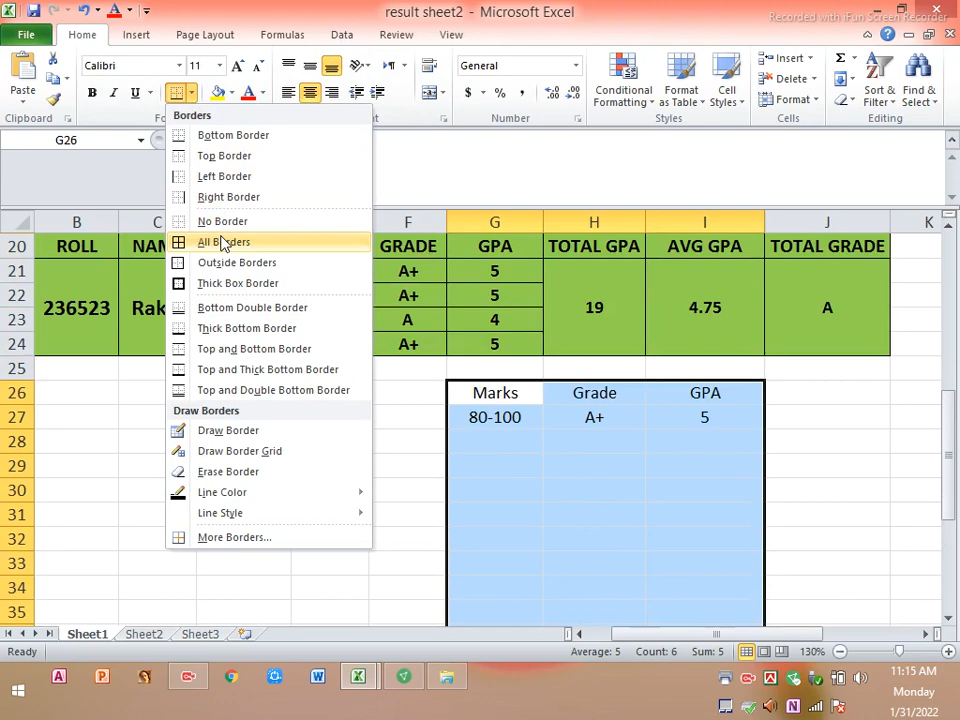 result sheet2 - Microsoft Excel
Recorded with iFun Screen Recorder
File Home Insert Page Layout Formulas Data Review View
Calibri 11 General
Paste B I U $ % , Conditional Formatting Format as Table Cell Styles Insert Delete Format Sort & Filter Find & Select
Clipboard Number Styles Cells Editing
G26
Borders
Bottom Border
Top Border
Left Border
Right Border
No Border
All Borders
Outside Borders
Thick Box Border
Bottom Double Border
Thick Bottom Border
Top and Bottom Border
Top and Thick Bottom Border
Top and Double Bottom Border
Draw Borders
Draw Border
Draw Border Grid
Erase Border
Line Color
Line Style
More Borders...
B C F G H I J K
20 ROLL GRADE GPA TOTAL GPA AVG GPA TOTAL GRADE
21 A+ 5
22 236523 A+ 5 19 4.75 A
23 A 4
24 A+ 5
25
26 Marks Grade GPA
27 80-100 A+ 5
28
29
30
31
32
33
34
35
Sheet1 Sheet2 Sheet3
Ready Average: 5 Count: 6 Sum: 5 130%
11:15 AM
Monday
1/31/2022